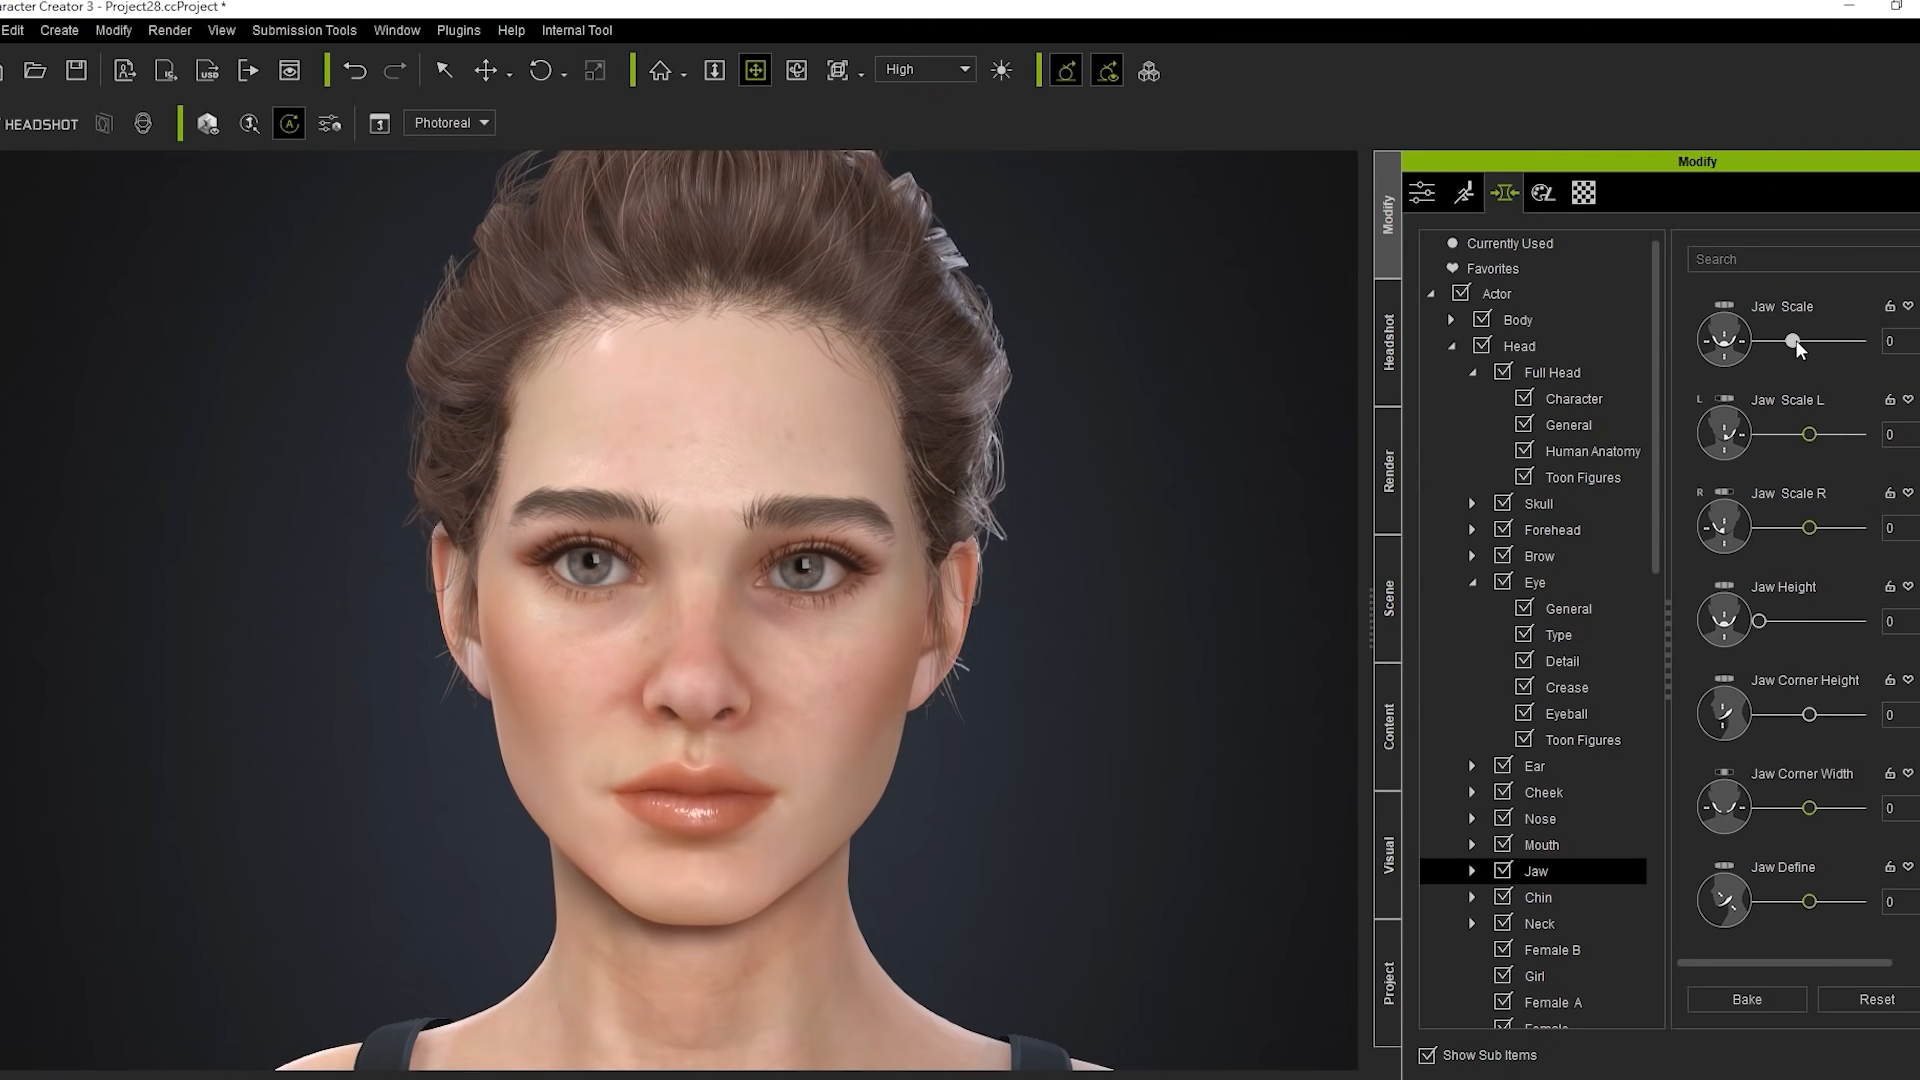 aracter Creator 3 - Project28.ccProject *
Edit Create Modify Render View Submission Tools Window Plugins Help Internal Tool
USD High
HEADSHOT A Photoreal
Modify
Modify
Headshot
Render
Scene
Content
Visual
Project
Currently Used
Favorites
Actor
Body
Head
Full Head
Character
General
Human Anatomy
Toon Figures
Skull
Forehead
Brow
Eye
General
Type
Detail
Crease
Eyeball
Toon Figures
Ear
Cheek
Nose
Mouth
Jaw
Chin
Neck
Female B
Girl
Female A
Show Sub Items
Search
Jaw Scale
0
L Jaw Scale L
0
R Jaw Scale R
0
Jaw Height
0
Jaw Corner Height
0
Jaw Corner Width
0
Jaw Define
0
Bake Reset